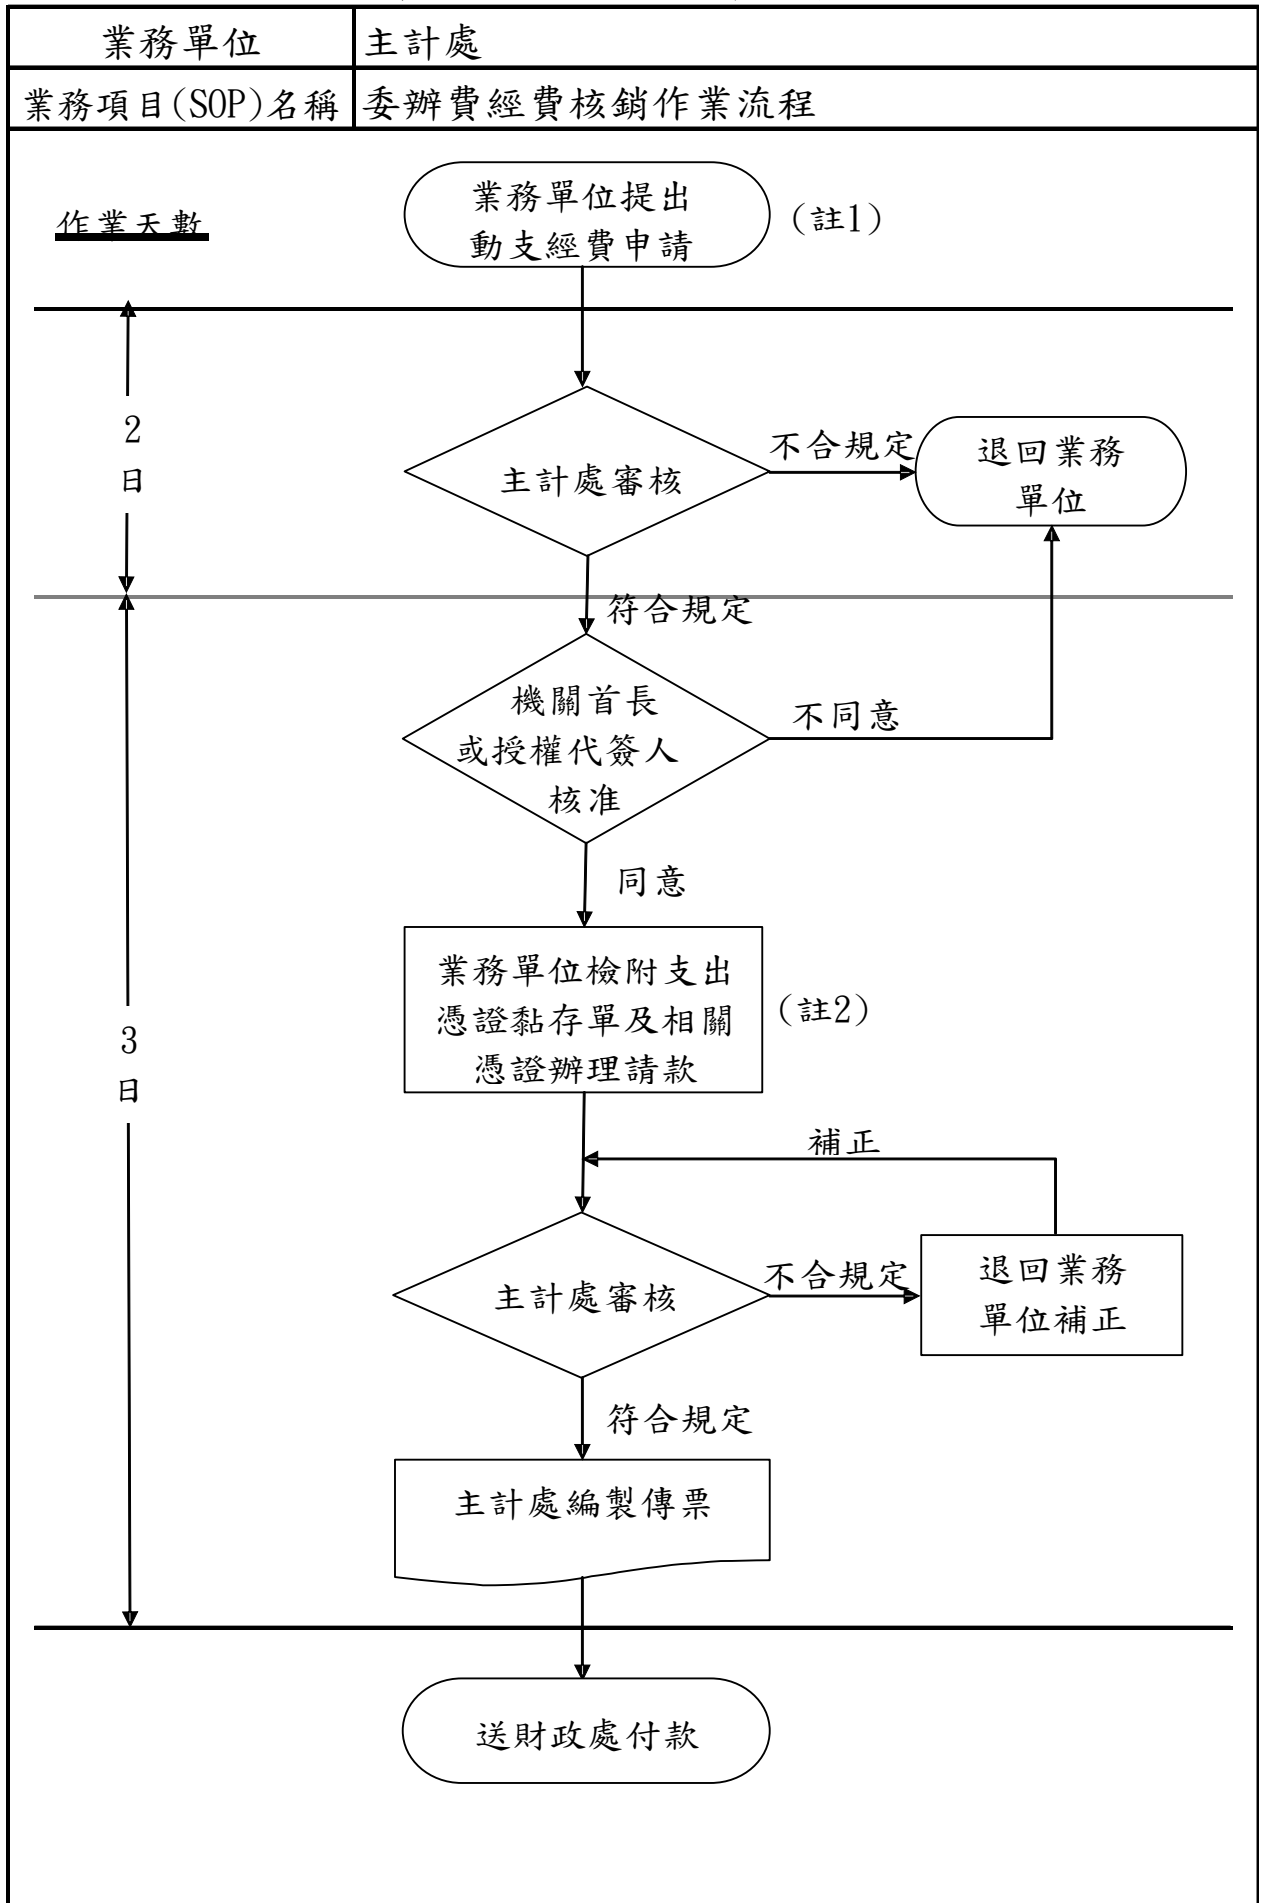 業務單位 主計處
業務項目(SOP)名稱 委辦費經費核銷作業流程
作業天數
業務單位提出
動支經費申請
(註1)
2
日
主計處審核
不合規定
退回業務
單位
符合規定
機關首長
或授權代簽人
核准
不同意
同意
業務單位檢附支出
憑證黏存單及相關
憑證辦理請款
(註2)
3
日
補正
主計處審核
不合規定
退回業務
單位補正
符合規定
主計處編製傳票
送財政處付款